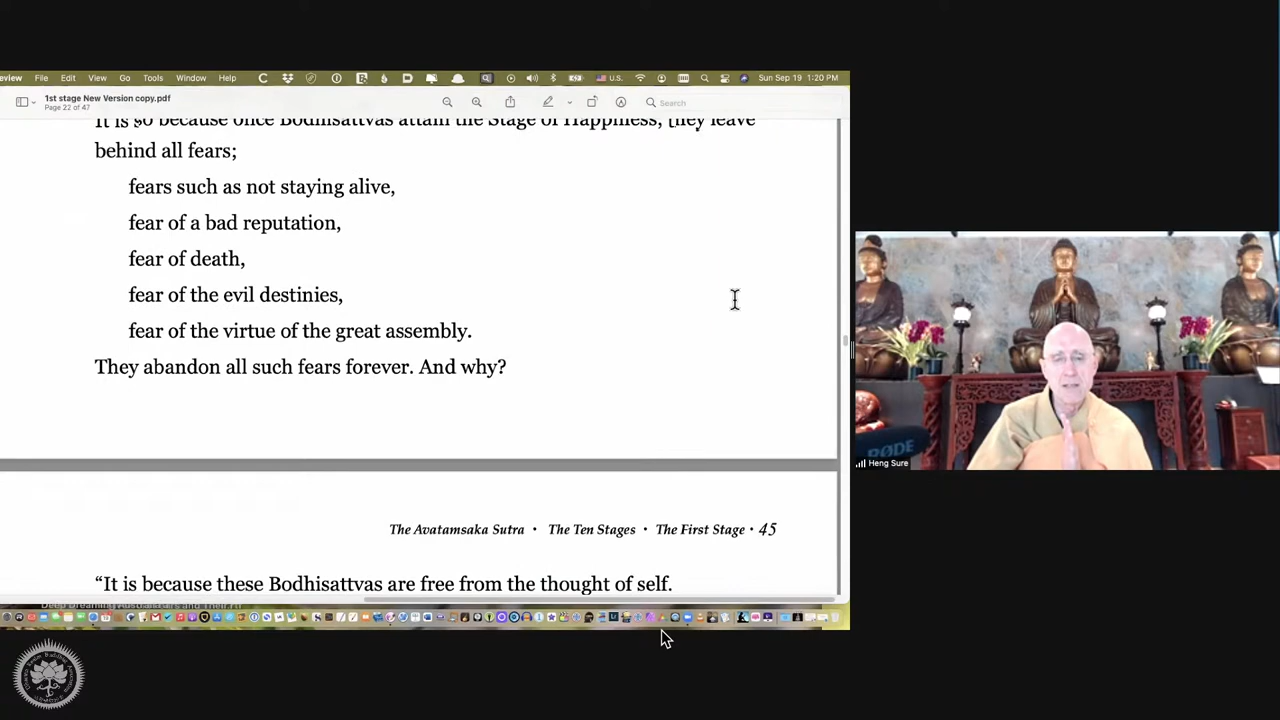 eview File Edit View Go Tools Window Help U.S. Sun Sep 19 1:20 PM
1st stage New Version copy.pdf
Page 22 of 47
Search
It is so because once Bodhisattvas attain the Stage of Happiness, they leave
behind all fears;
fears such as not staying alive,
fear of a bad reputation,
fear of death,
fear of the evil destinies,
fear of the virtue of the great assembly.
They abandon all such fears forever. And why?
RØDE
Heng Sure
The Avatamsaka Sutra • The Ten Stages • The First Stage • 45
“It is because these Bodhisattvas are free from the thought of self.